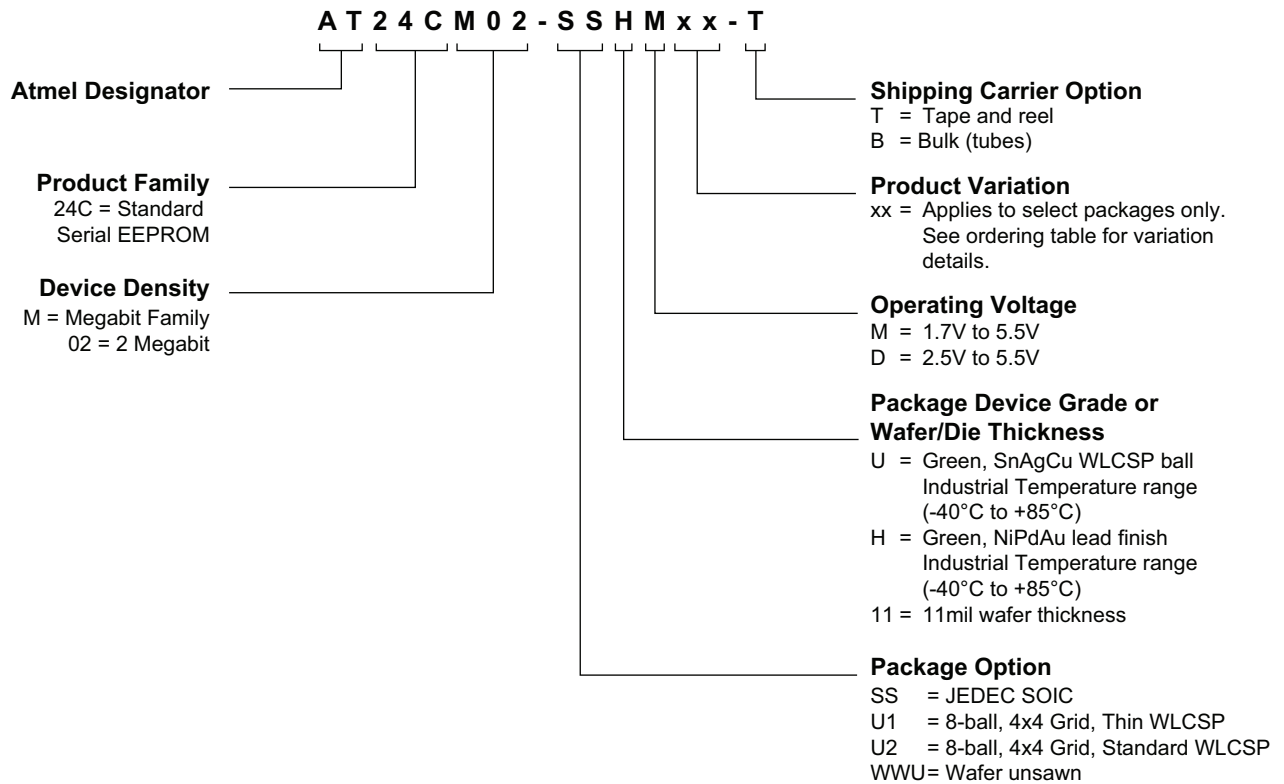 AT24CM02-SSHMxx-T
Atmel Designator
Product Family
24C = Standard
Serial EEPROM
Device Density
M = Megabit Family
02 = 2 Megabit
Shipping Carrier Option
T = Tape and reel
B = Bulk (tubes)
Product Variation
xx = Applies to select packages only.
See ordering table for variation
details.
Operating Voltage
M = 1.7V to 5.5V
D = 2.5V to 5.5V
Package Device Grade or
Wafer/Die Thickness
U = Green, SnAgCu WLCSP ball
Industrial Temperature range
(-40°C to +85°C)
H = Green, NiPdAu lead finish
Industrial Temperature range
(-40°C to +85°C)
11 = 11mil wafer thickness
Package Option
SS = JEDEC SOIC
U1 = 8-ball, 4x4 Grid, Thin WLCSP
U2 = 8-ball, 4x4 Grid, Standard WLCSP
WWU= Wafer unsawn